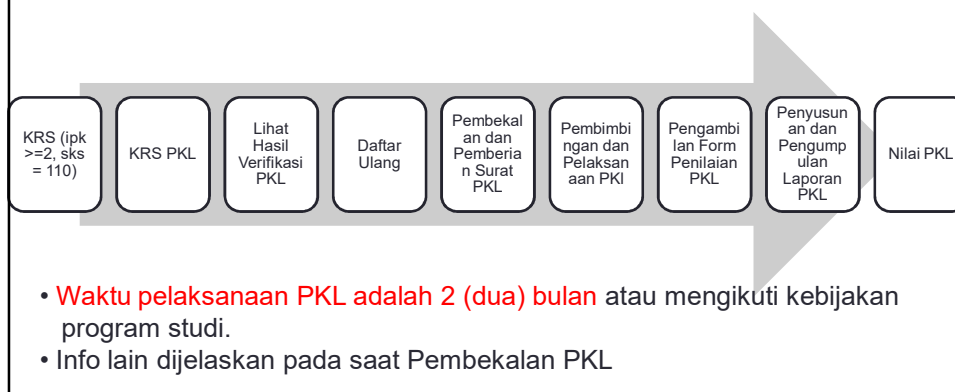 KRS (ipk
>=2, sks
= 110)
KRS PKL
Lihat
Hasil
Verifikasi
PKL
Daftar
Ulang
Pembekal
an dan
Pemberia
n Surat
PKL
Pembimbi
ngan dan
Pelaksan
aan PKl
Pengambi
lan Form
Penilaian
PKL
Penyusun
an dan
Pengump
ulan
Laporan
PKL
Nilai PKL
• Waktu pelaksanaan PKL adalah 2 (dua) bulan atau mengikuti kebijakan
program studi.
• Info lain dijelaskan pada saat Pembekalan PKL